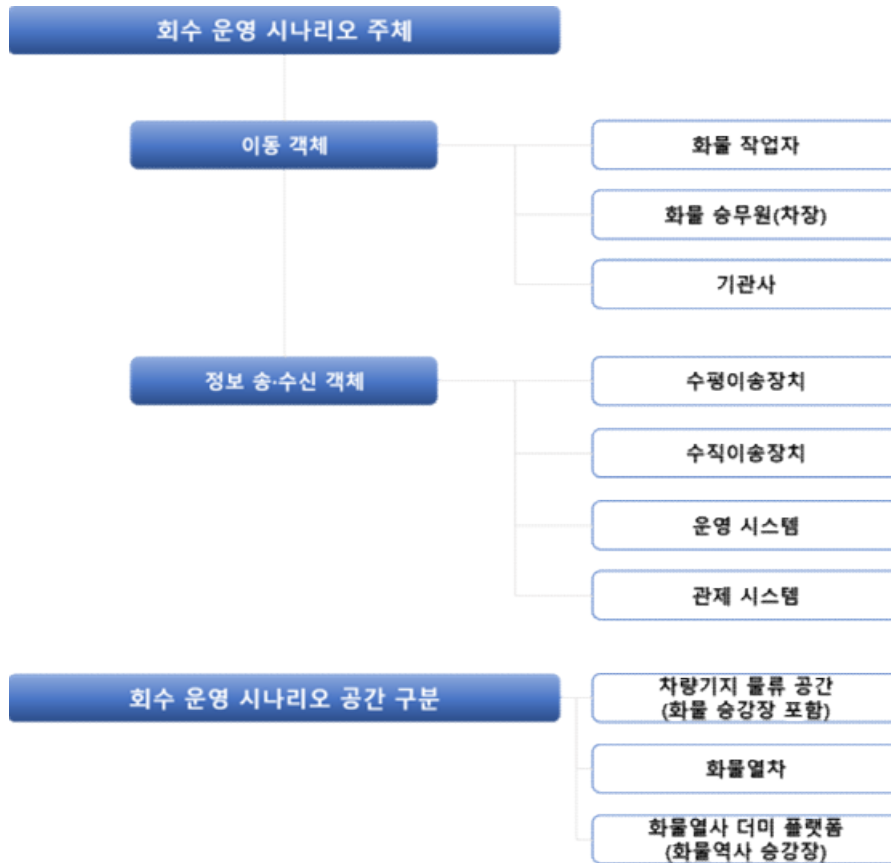 회수 운영 시나리오 주체
이동 객체
화물 작업자
화물 승무원(차장)
기관사
정보 송·수신 객체
수평이송장치
수직이송장치
운영 시스템
관제 시스템
회수 운영 시나리오 공간 구분
차량기지 물류 공간
(화물 승강장 포함)
화물열차
화물열사 더미 플랫폼
(화물역사 승강장)